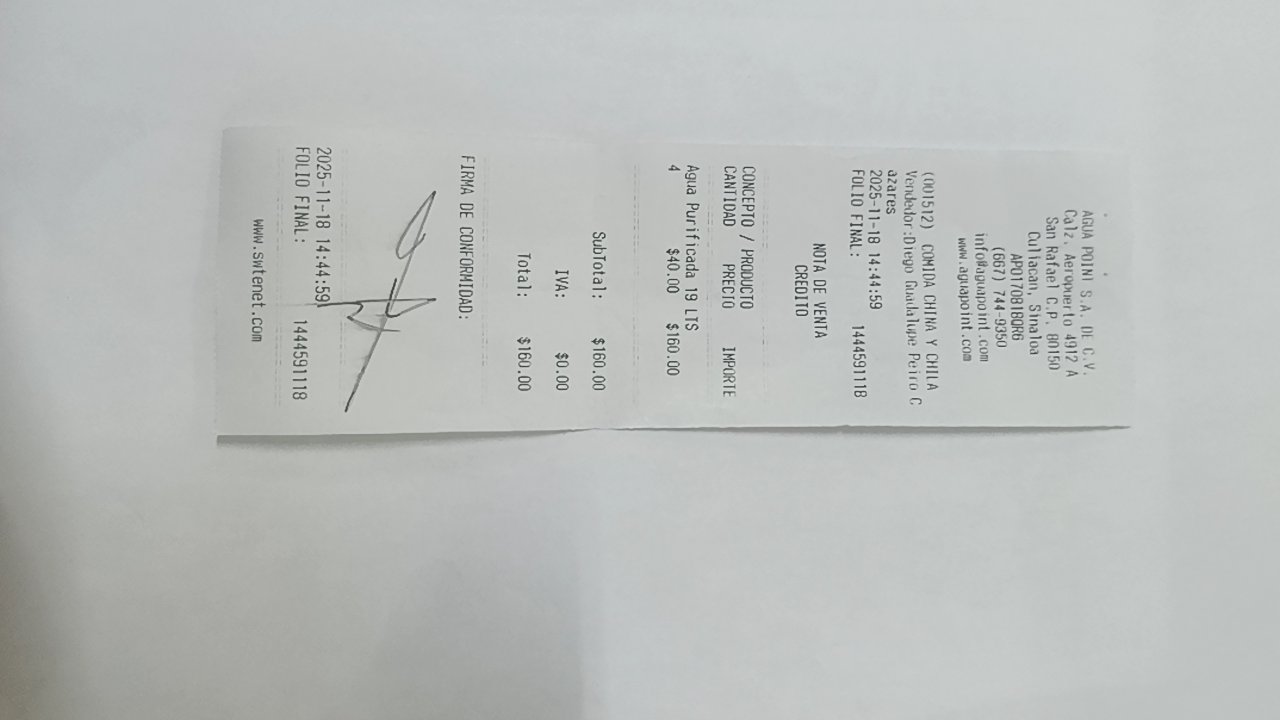 AGUA POINT S.A. DE C.V.
Calz. Aeropuerto 4912 A
San Rafael C.P. 80150
Culiacan, Sinaloa
APO170818QR6
(667) 744-9350
info@aguapoint.com
www.aguapoint.com
(001512) COMIDA CHINA Y CHILA
Vendedor:Diego Guadalupe Peiro C
azares
2025-11-18 14:44:59
FOLIO FINAL: 1444591118
NOTA DE VENTA
CREDITO
CONCEPTO / PRODUCTO
CANTIDAD PRECIO IMPORTE
Agua Purificada 19 LTS
4 $40.00 $160.00
SubTotal: $160.00
IVA: $0.00
Total: $160.00
FIRMA DE CONFORMIDAD:
2025-11-18 14:44:59
FOLIO FINAL: 1444591118
www.swtenet.com